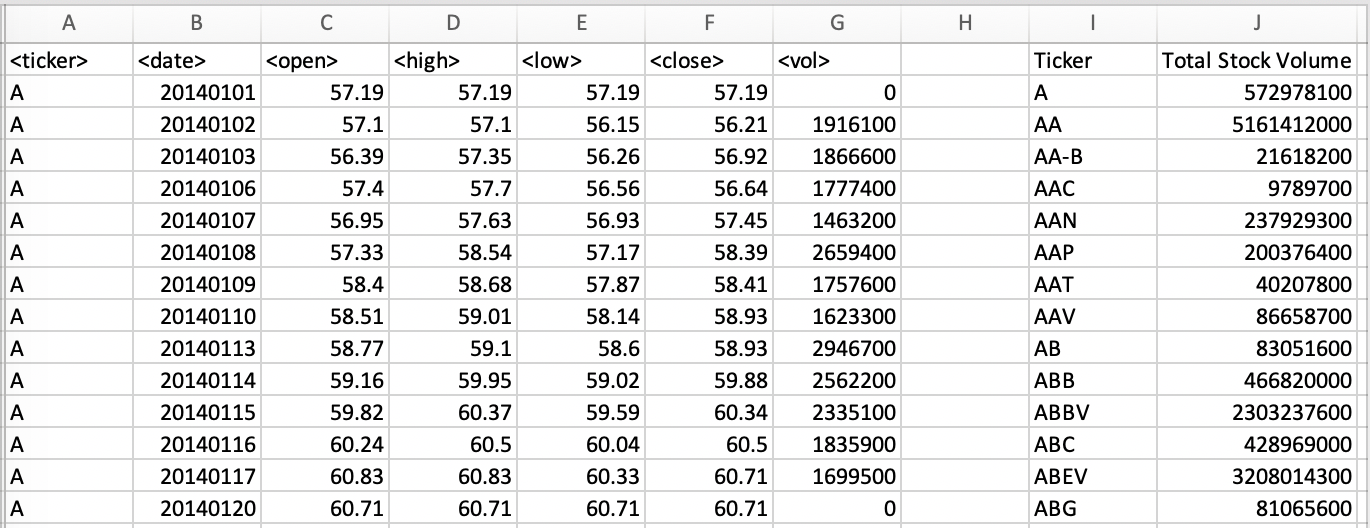 A B C D E F G H I J
<ticker> <date> <open> <high> <low> <close> <vol> Ticker Total Stock Volume
A 20140101 57.19 57.19 57.19 57.19 0 A 572978100
A 20140102 57.1 57.1 56.15 56.21 1916100 AA 5161412000
A 20140103 56.39 57.35 56.26 56.92 1866600 AA-B 21618200
A 20140106 57.4 57.7 56.56 56.64 1777400 AAC 9789700
A 20140107 56.95 57.63 56.93 57.45 1463200 AAN 237929300
A 20140108 57.33 58.54 57.17 58.39 2659400 AAP 200376400
A 20140109 58.4 58.68 57.87 58.41 1757600 AAT 40207800
A 20140110 58.51 59.01 58.14 58.93 1623300 AAV 86658700
A 20140113 58.77 59.1 58.6 58.93 2946700 AB 83051600
A 20140114 59.16 59.95 59.02 59.88 2562200 ABB 466820000
A 20140115 59.82 60.37 59.59 60.34 2335100 ABBV 2303237600
A 20140116 60.24 60.5 60.04 60.5 1835900 ABC 428969000
A 20140117 60.83 60.83 60.33 60.71 1699500 ABEV 3208014300
A 20140120 60.71 60.71 60.71 60.71 0 ABG 81065600